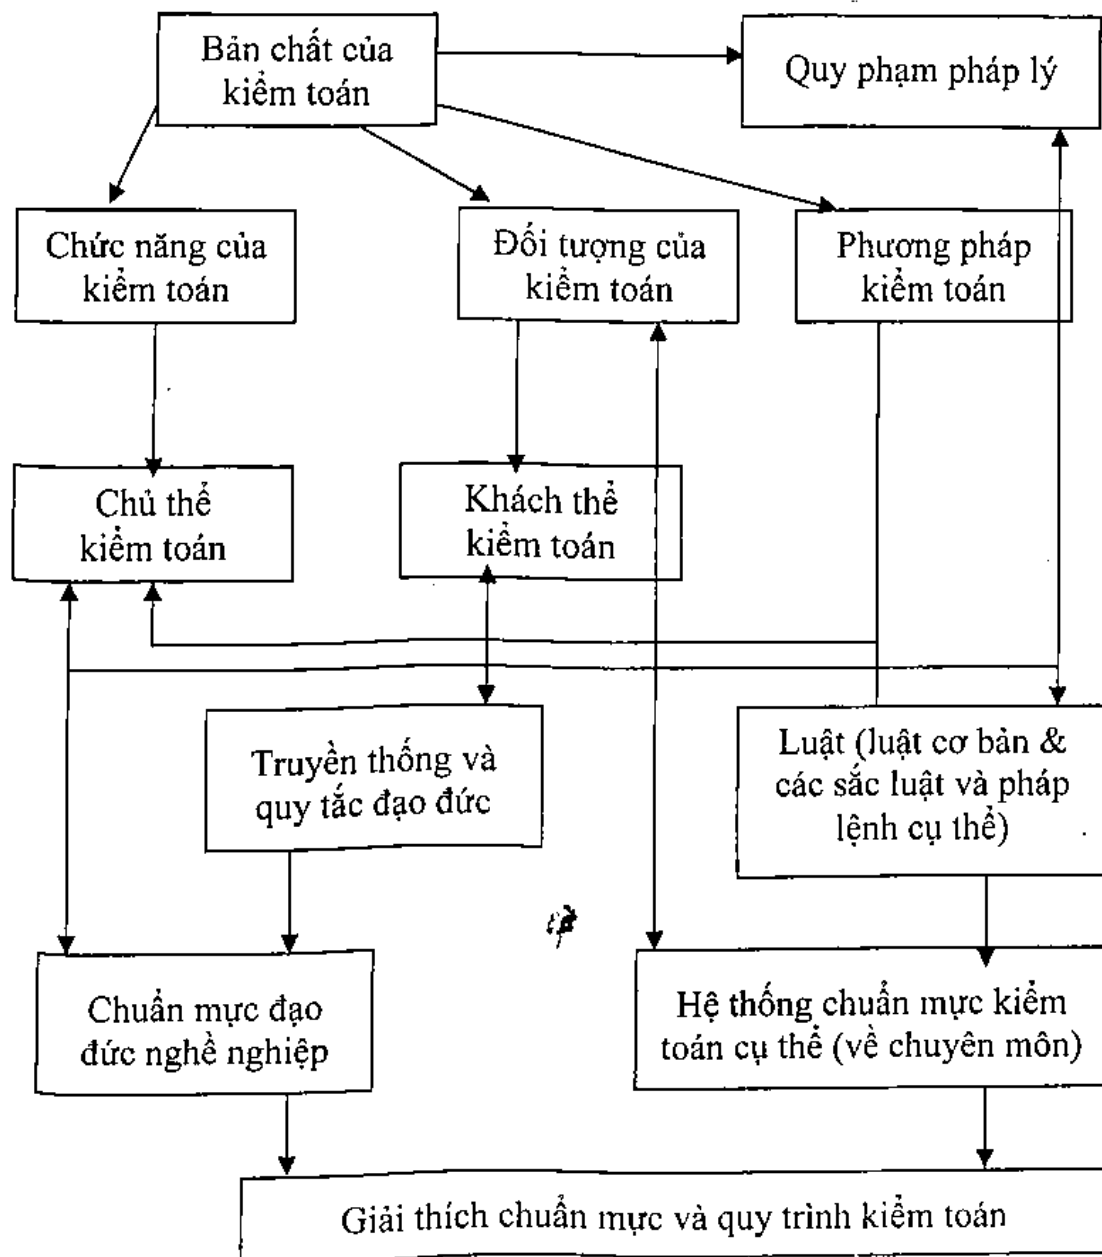 Bản chất của
kiểm toán
Quy phạm pháp lý
Chức năng của
kiểm toán
Đối tượng của
kiểm toán
Phương pháp
kiểm toán
Chủ thể
kiểm toán
Khách thể
kiểm toán
Truyền thống và
quy tắc đạo đức
Luật (luật cơ bản &
các sắc luật và pháp
lệnh cụ thể)
Chuẩn mực đạo
đức nghề nghiệp
Hệ thống chuẩn mực kiểm
toán cụ thể (về chuyên môn)
Giải thích chuẩn mực và quy trình kiểm toán